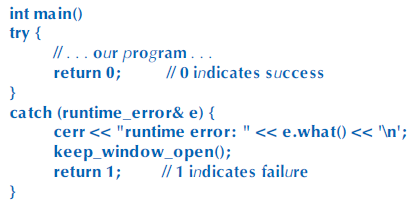 int main()
try {
// . . . our program . . .
return 0; // 0 indicates success
}
catch (runtime_error& e) {
cerr << "runtime error: " << e.what() << '\n';
keep_window_open();
return 1; // 1 indicates failure
}